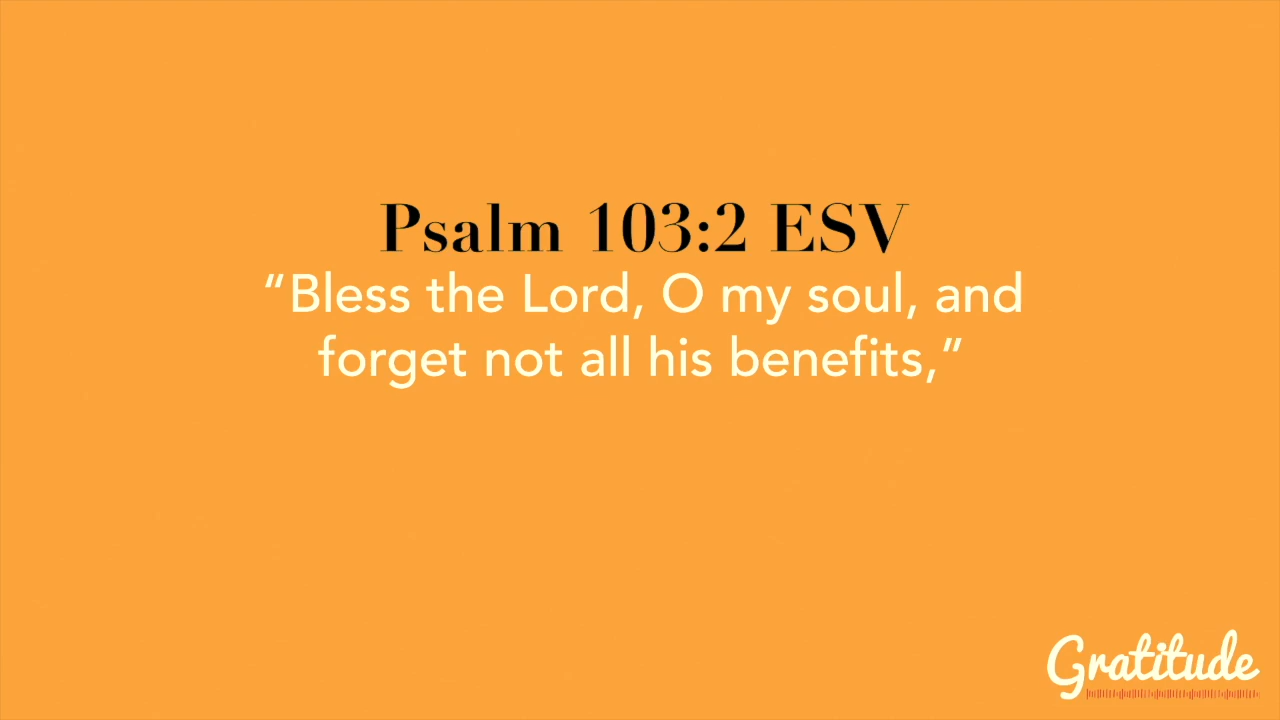 Psalm 103:2 ESV
“Bless the Lord, O my soul, and
forget not all his benefits,”
Gratitude